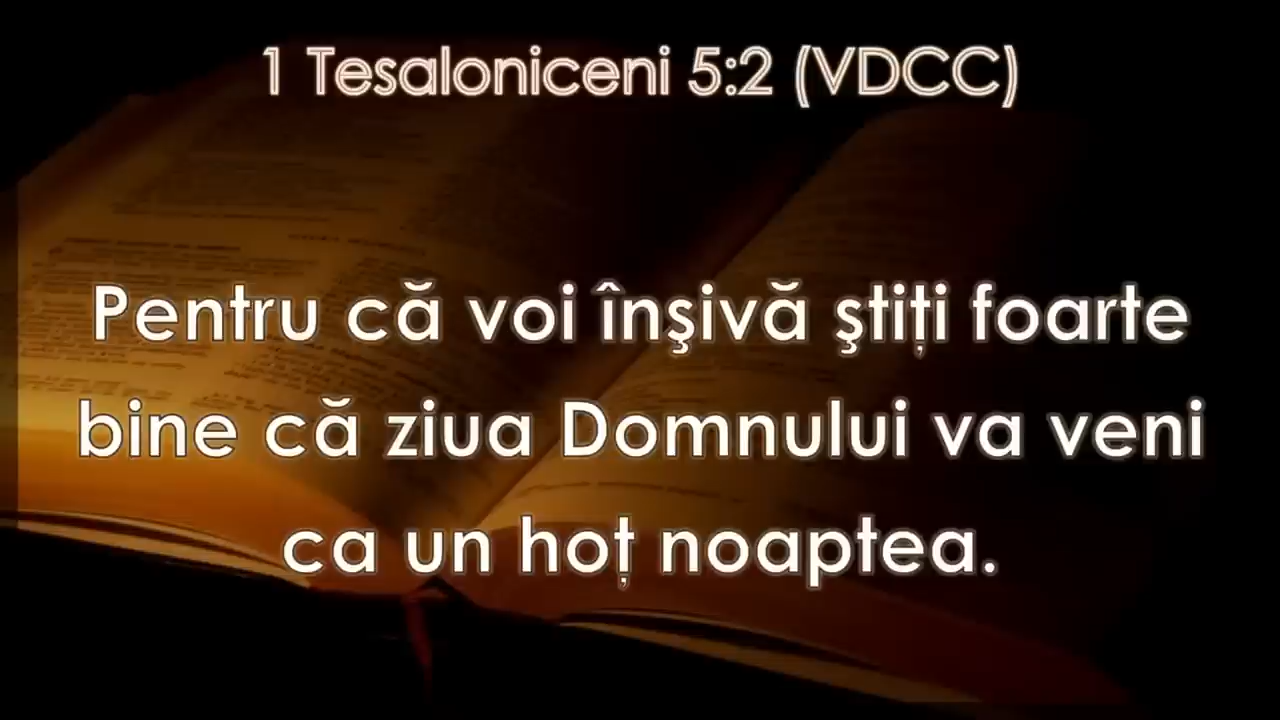 1 Tesaloniceni 5:2 (VDCC)
Pentru că voi înşivă ştiţi foarte
bine că ziua Domnului va veni
ca un hoţ noaptea.